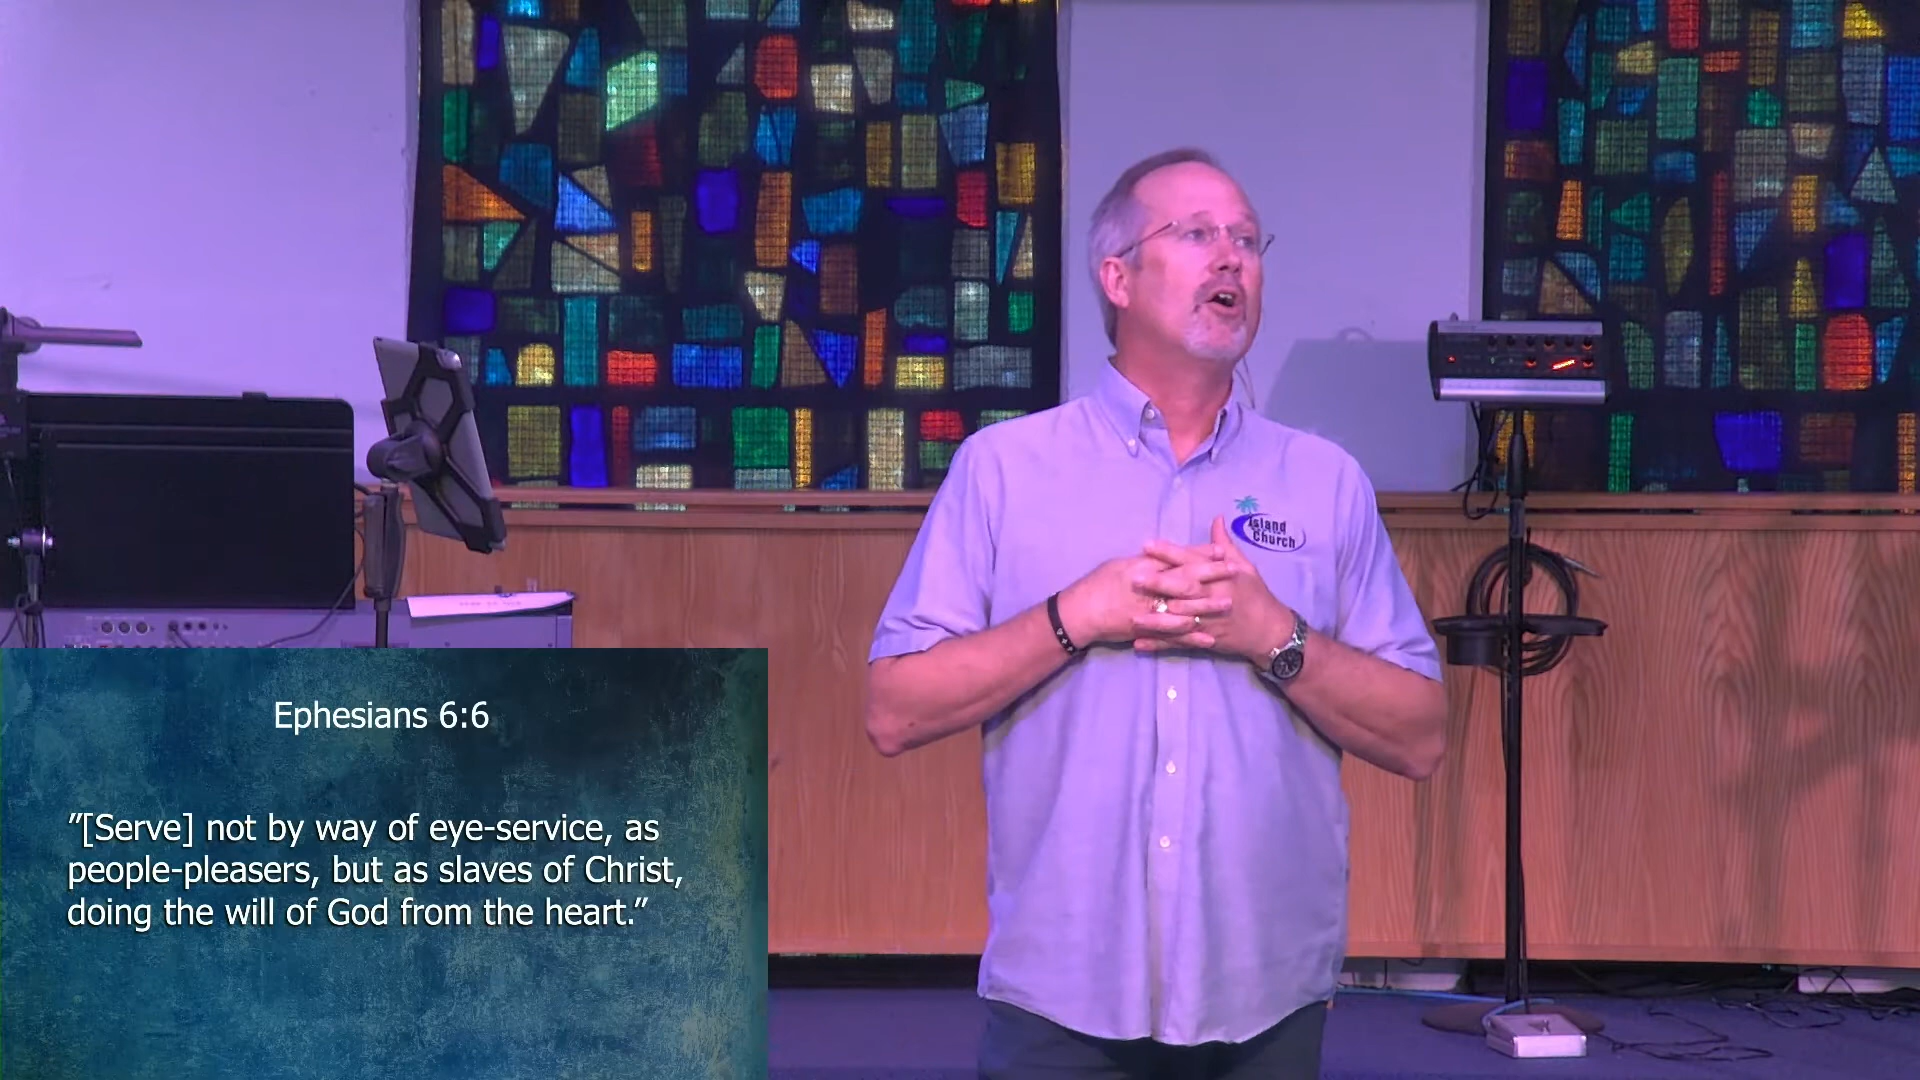 Island
Church
Ephesians 6:6
"[Serve] not by way of eye-service, as
people-pleasers, but as slaves of Christ,
doing the will of God from the heart."